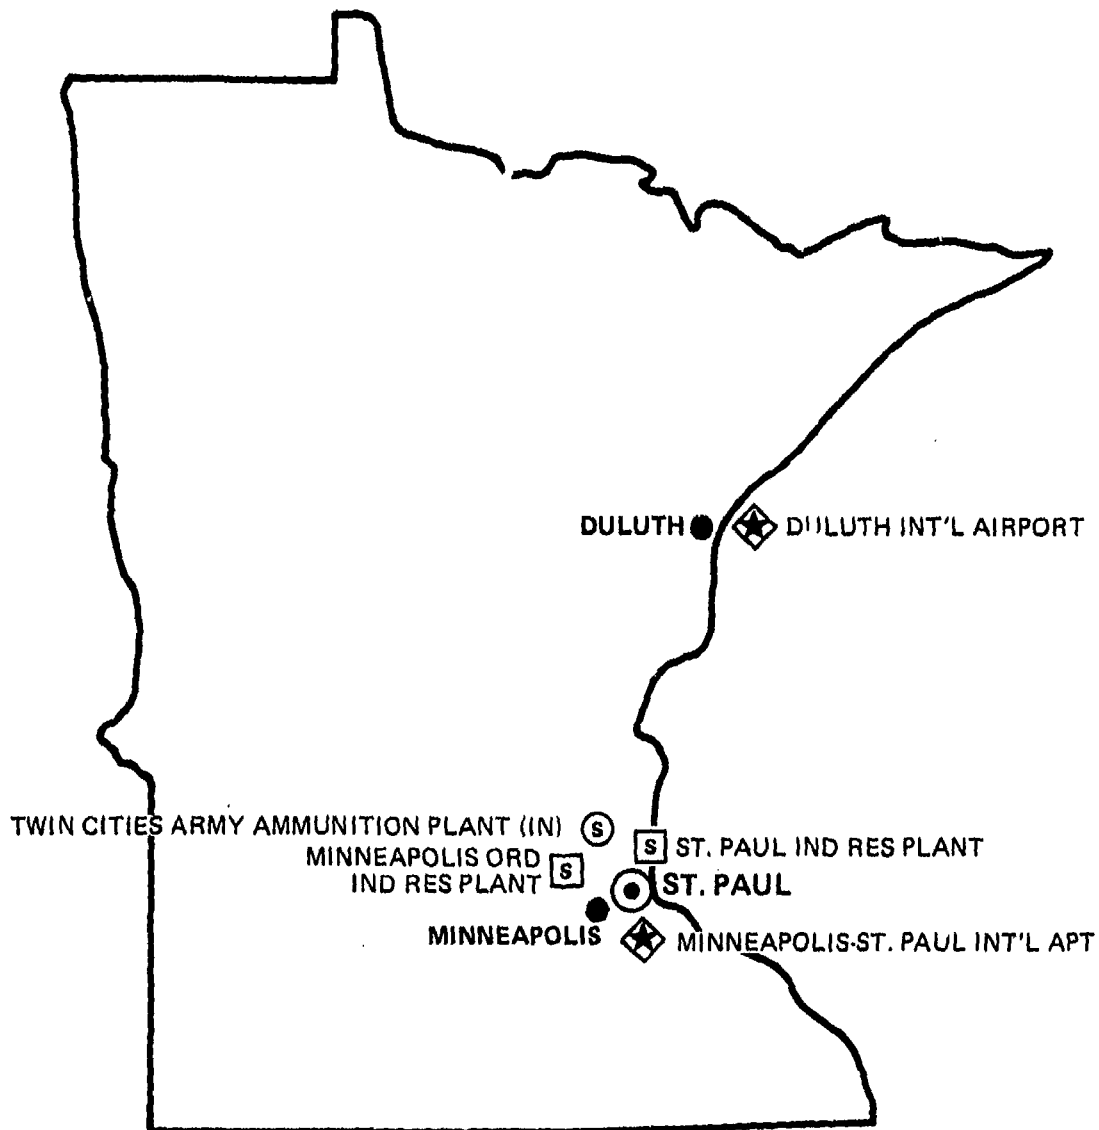 DULUTH
DULUTH INT'L AIRPORT
TWIN CITIES ARMY AMMUNITION PLANT (IN)
S
S
ST. PAUL IND RES PLANT
MINNEAPOLIS ORD
IND RES PLANT
S
ST. PAUL
MINNEAPOLIS
MINNEAPOLIS-ST. PAUL INT'L APT